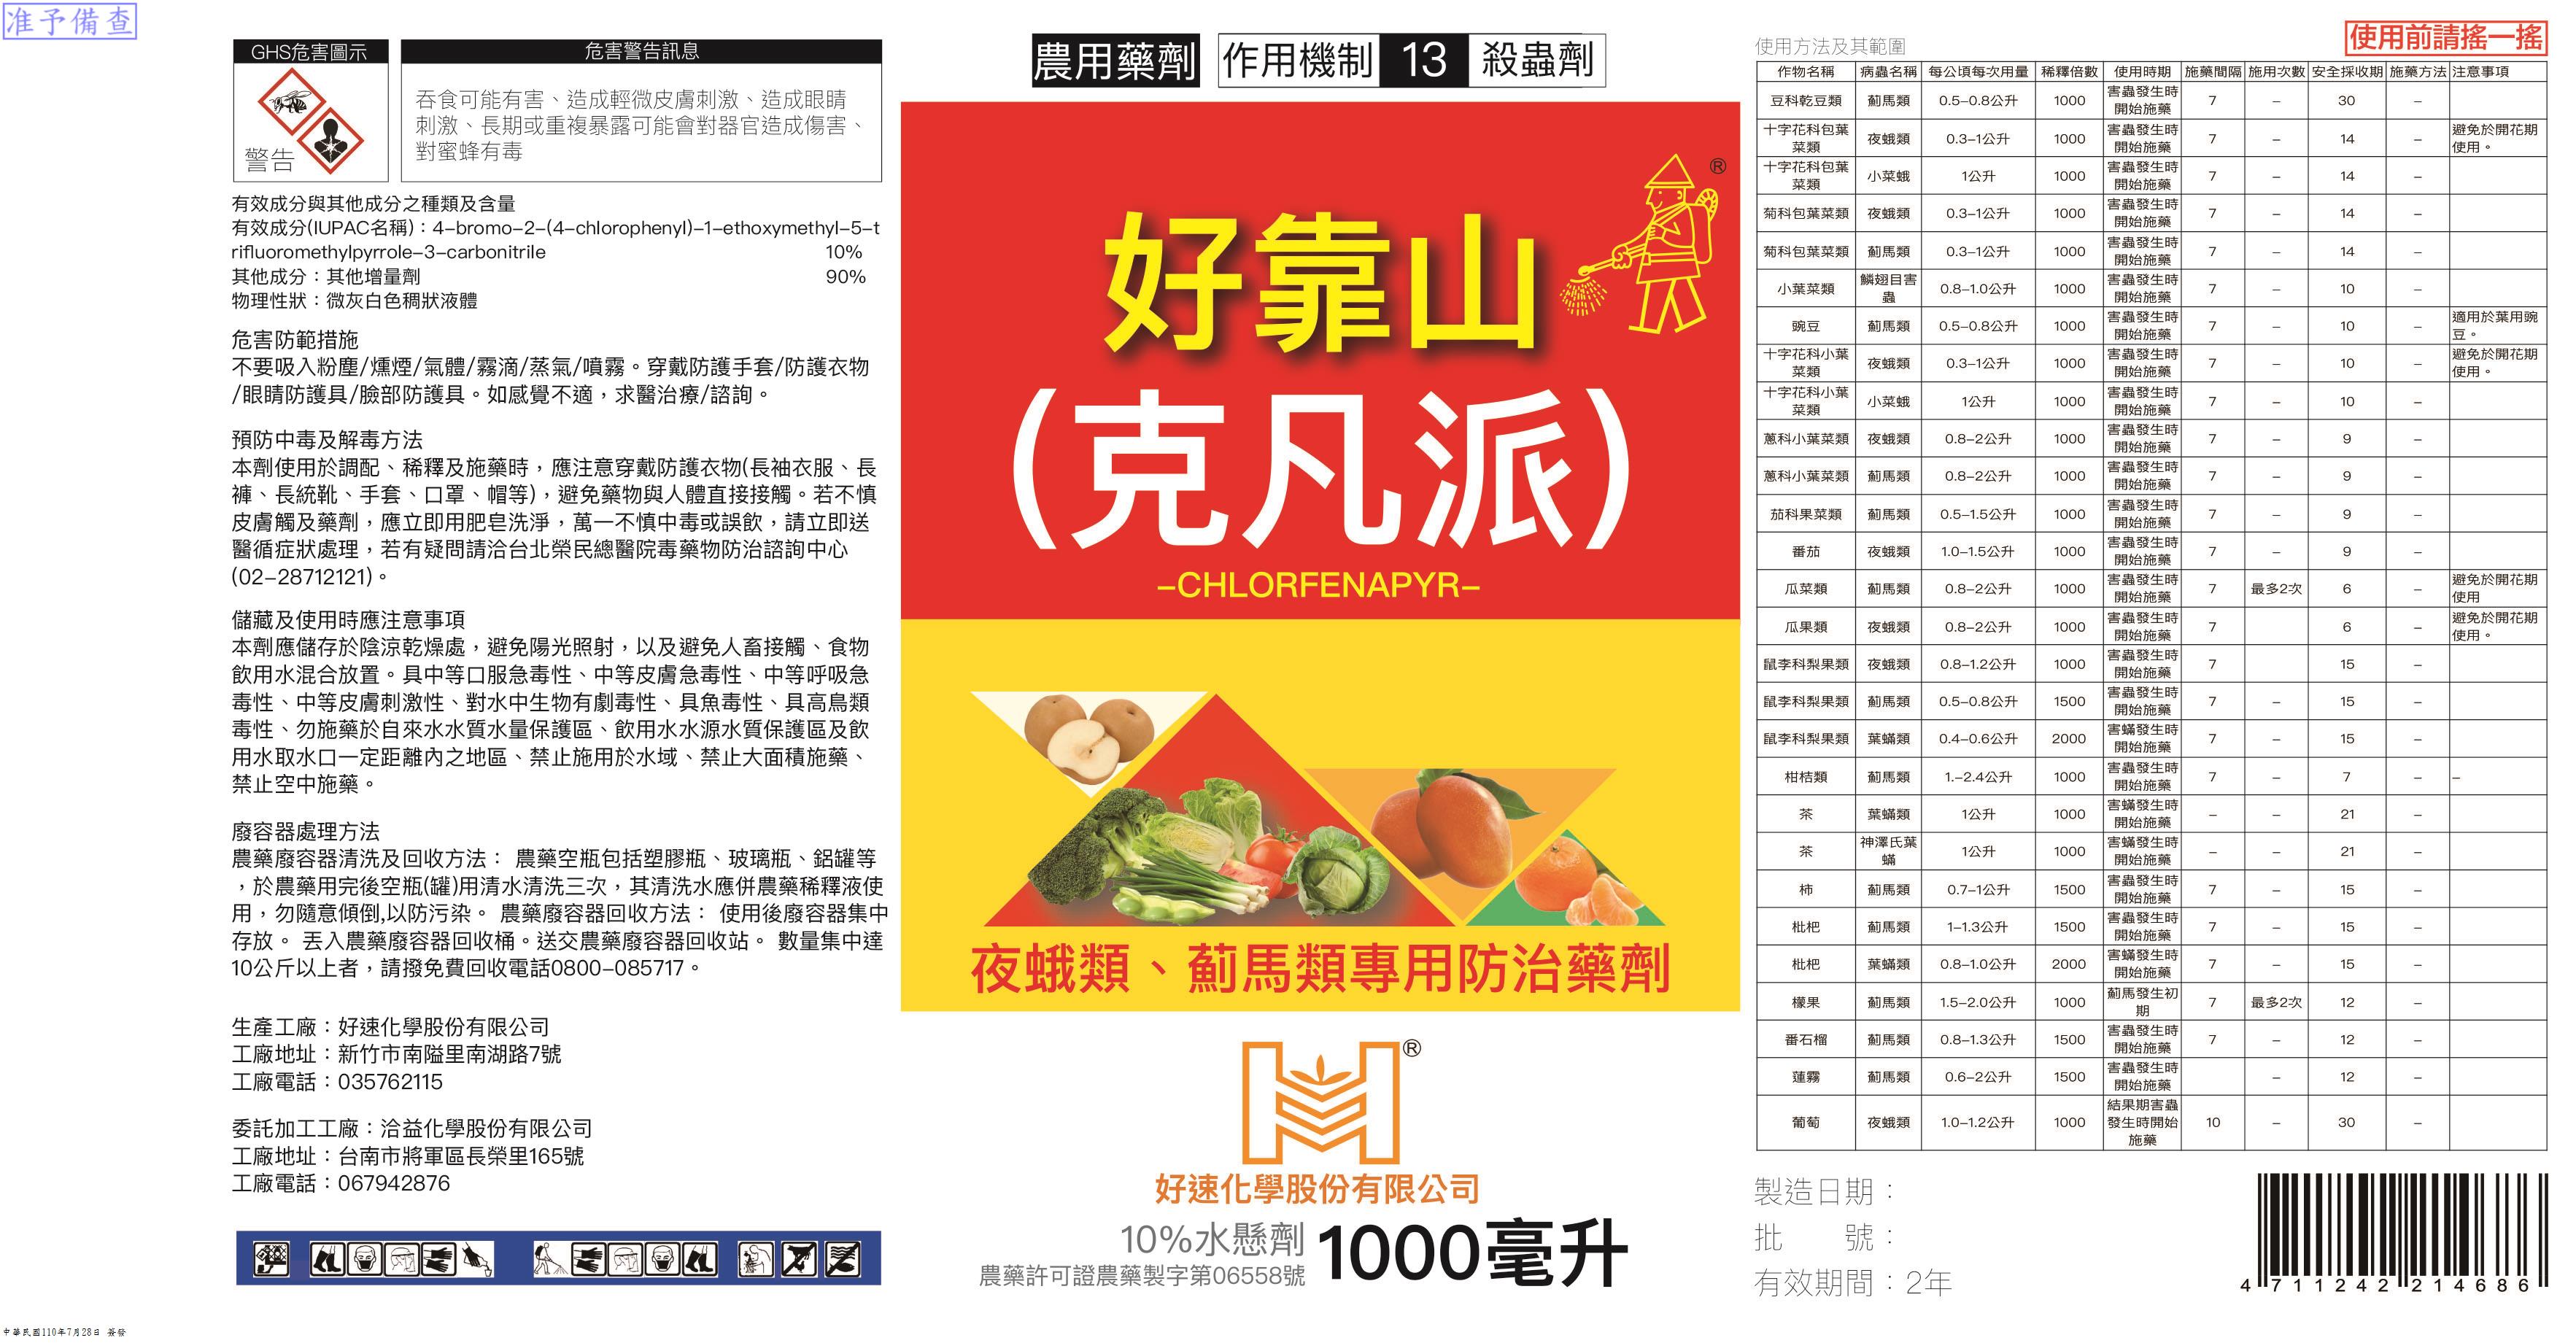 准予備查
GHS危害圖示
警告
危害警告訊息
吞食可能有害、造成輕微皮膚刺激、造成眼睛
刺激、長期或重複暴露可能會對器官造成傷害、
對蜜蜂有毒
有效成分與其他成分之種類及含量
有效成分(IUPAC名稱)：4-bromo-2-(4-chlorophenyl)-1-ethoxymethyl-5-t
rifluoromethylpyrrole-3-carbonitrile 10%
其他成分：其他增量劑 90%
物理性狀：微灰白色稠狀液體
危害防範措施
不要吸入粉塵/燻煙/氣體/霧滴/蒸氣/噴霧。穿戴防護手套/防護衣物
/眼睛防護具/臉部防護具。如感覺不適，求醫治療/諮詢。
預防中毒及解毒方法
本劑使用於調配、稀釋及施藥時，應注意穿戴防護衣物(長袖衣服、長
褲、長統靴、手套、口罩、帽等)，避免藥物與人體直接接觸。若不慎
皮膚觸及藥劑，應立即用肥皂洗淨，萬一不慎中毒或誤飲，請立即送
醫循症狀處理，若有疑問請洽台北榮民總醫院毒藥物防治諮詢中心
(02-28712121)。
儲藏及使用時應注意事項
本劑應儲存於陰涼乾燥處，避免陽光照射，以及避免人畜接觸、食物
飲用水混合放置。具中等口服急毒性、中等皮膚急毒性、中等呼吸急
毒性、中等皮膚刺激性、對水中生物有劇毒性、具魚毒性、具高鳥類
毒性、勿施藥於自來水水質水量保護區、飲用水水源水質保護區及飲
用水取水口一定距離內之地區、禁止施用於水域、禁止大面積施藥、
禁止空中施藥。
廢容器處理方法
農藥廢容器清洗及回收方法： 農藥空瓶包括塑膠瓶、玻璃瓶、鋁罐等
，於農藥用完後空瓶(罐)用清水清洗三次，其清洗水應併農藥稀釋液使
用，勿隨意傾倒,以防污染。 農藥廢容器回收方法： 使用後廢容器集中
存放。 丟入農藥廢容器回收桶。送交農藥廢容器回收站。 數量集中達
10公斤以上者，請撥免費回收電話0800-085717。
生產工廠：好速化學股份有限公司
工廠地址：新竹市南隘里南湖路7號
工廠電話：035762115
委託加工工廠：洽益化學股份有限公司
工廠地址：台南市將軍區長榮里165號
工廠電話：067942876
中華民國110年7月28日 簽發
農用藥劑 作用機制 13 殺蟲劑
®
好靠山
(克凡派)
-CHLORFENAPYR-
夜蛾類、薊馬類專用防治藥劑
®
好速化學股份有限公司
10%水懸劑
農藥許可證農藥製字第06558號
1000毫升
使用前請搖一搖
使用方法及其範圍
作物名稱 病蟲名稱 每公頃每次用量 稀釋倍數 使用時期 施藥間隔 施用次數 安全採收期 施藥方法 注意事項
豆科乾豆類 薊馬類 0.5-0.8公升 1000 害蟲發生時開始施藥 7 - 30 -
十字花科包葉菜類 夜蛾類 0.3-1公升 1000 害蟲發生時開始施藥 7 - 14 - 避免於開花期使用。
十字花科包葉菜類 小菜蛾 1公升 1000 害蟲發生時開始施藥 7 - 14 -
菊科包葉菜類 夜蛾類 0.3-1公升 1000 害蟲發生時開始施藥 7 - 14 -
菊科包葉菜類 薊馬類 0.3-1公升 1000 害蟲發生時開始施藥 7 - 14 -
小葉菜類 鱗翅目害蟲 0.8-1.0公升 1000 害蟲發生時開始施藥 7 - 10 -
豌豆 薊馬類 0.5-0.8公升 1000 害蟲發生時開始施藥 7 - 10 - 適用於葉用豌豆。
十字花科小葉菜類 夜蛾類 0.3-1公升 1000 害蟲發生時開始施藥 7 - 10 - 避免於開花期使用。
十字花科小葉菜類 小菜蛾 1公升 1000 害蟲發生時開始施藥 7 - 10 -
蔥科小葉菜類 夜蛾類 0.8-2公升 1000 害蟲發生時開始施藥 7 - 9 -
蔥科小葉菜類 薊馬類 0.8-2公升 1000 害蟲發生時開始施藥 7 - 9 -
茄科果菜類 薊馬類 0.5-1.5公升 1000 害蟲發生時開始施藥 7 - 9 -
番茄 夜蛾類 1.0-1.5公升 1000 害蟲發生時開始施藥 7 - 9 -
瓜菜類 薊馬類 0.8-2公升 1000 害蟲發生時開始施藥 7 最多2次 6 - 避免於開花期使用
瓜果類 夜蛾類 0.8-2公升 1000 害蟲發生時開始施藥 7 6 - 避免於開花期使用。
鼠李科梨果類 夜蛾類 0.8-1.2公升 1000 害蟲發生時開始施藥 7 15 -
鼠李科梨果類 薊馬類 0.5-0.8公升 1500 害蟲發生時開始施藥 7 - 15 -
鼠李科梨果類 葉蟎類 0.4-0.6公升 2000 害蟎發生時開始施藥 7 - 15 -
柑桔類 薊馬類 1.-2.4公升 1000 害蟲發生時開始施藥 7 - 7 - -
茶 葉蟎類 1公升 1000 害蟎發生時開始施藥 - - 21 -
茶 神澤氏葉蟎 1公升 1000 害蟎發生時開始施藥 - - 21 -
柿 薊馬類 0.7-1公升 1500 害蟲發生時開始施藥 7 - 15 -
枇杷 薊馬類 1-1.3公升 1500 害蟲發生時開始施藥 7 - 15 -
枇杷 葉蟎類 0.8-1.0公升 2000 害蟎發生時開始施藥 7 - 15 -
檬果 薊馬類 1.5-2.0公升 1000 薊馬發生初期 7 最多2次 12 -
番石榴 薊馬類 0.8-1.3公升 1500 害蟲發生時開始施藥 7 - 12 -
蓮霧 薊馬類 0.6-2公升 1500 害蟲發生時開始施藥 - 12 -
葡萄 夜蛾類 1.0-1.2公升 1000 結果期害蟲發生時開始施藥 10 - 30 -
製造日期：
批 號：
有效期間：2年
4 711242 214686